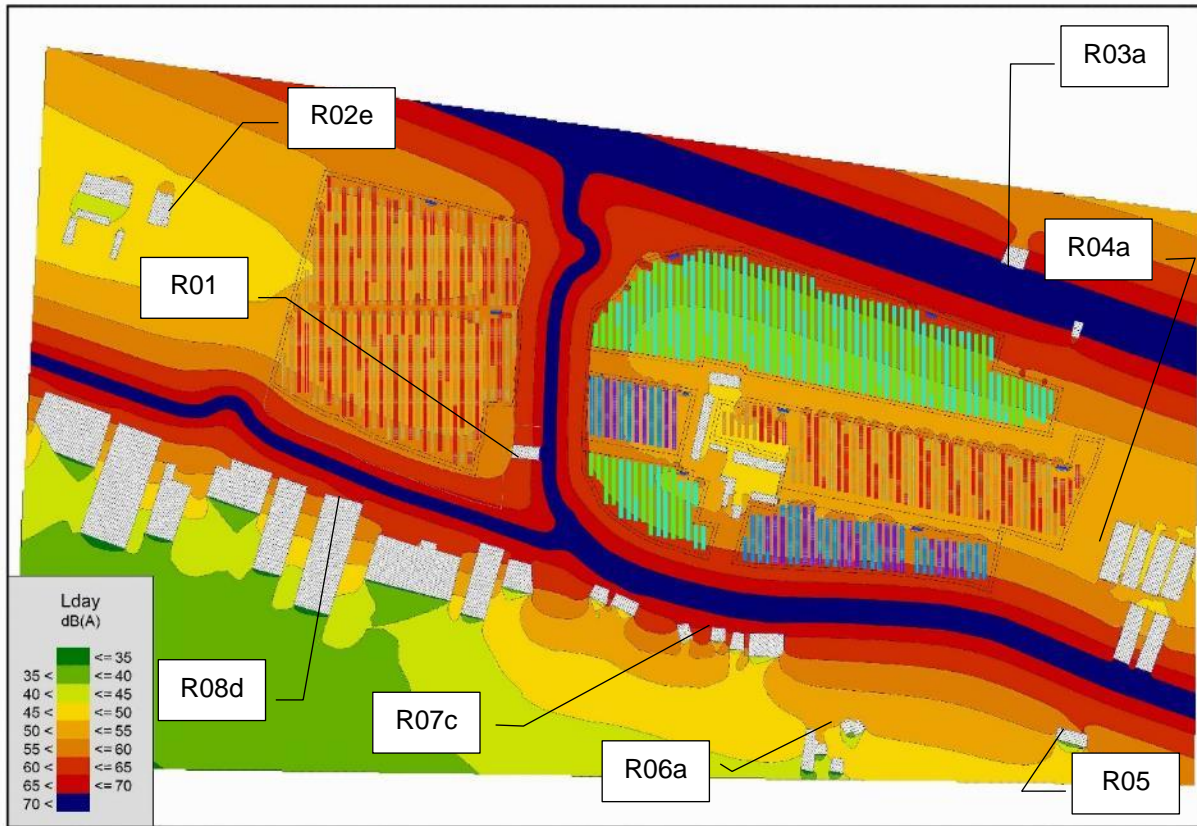 R03a
R02e
R04a
R01
Lday
dB(A)
<= 35
35 < <= 40
40 < <= 45
45 < <= 50
50 < <= 55
55 < <= 60
60 < <= 65
65 < <= 70
70 <
R08d
R07c
R06a
R05